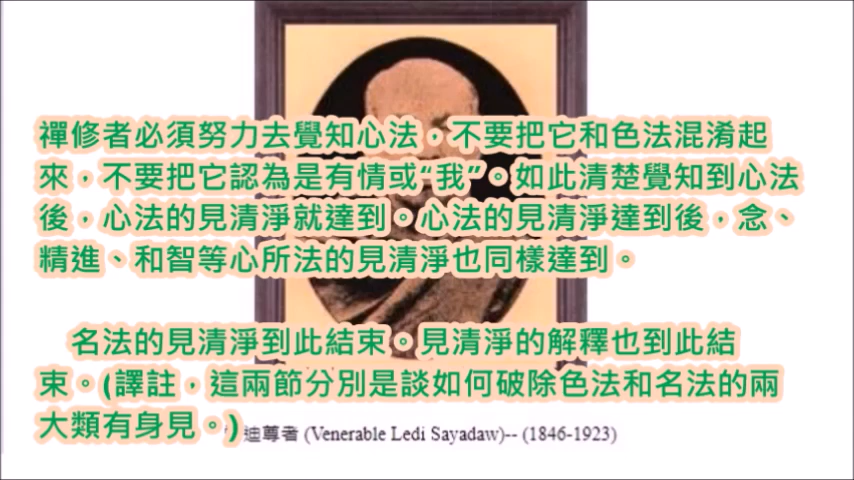 禪修者必須努力去覺知心法，不要把它和色法混淆起
來，不要把它認為是有情或“我”。如此清楚覺知到心法
後，心法的見清淨就達到。心法的見清淨達到後，念、
精進、和智等心所法的見清淨也同樣達到。
名法的見清淨到此結束。見清淨的解釋也到此結
束。(譯註，這兩節分別是談如何破除色法和名法的兩
大類有身見。)
迪尊者 (Venerable Ledi Sayadaw)-- (1846-1923)